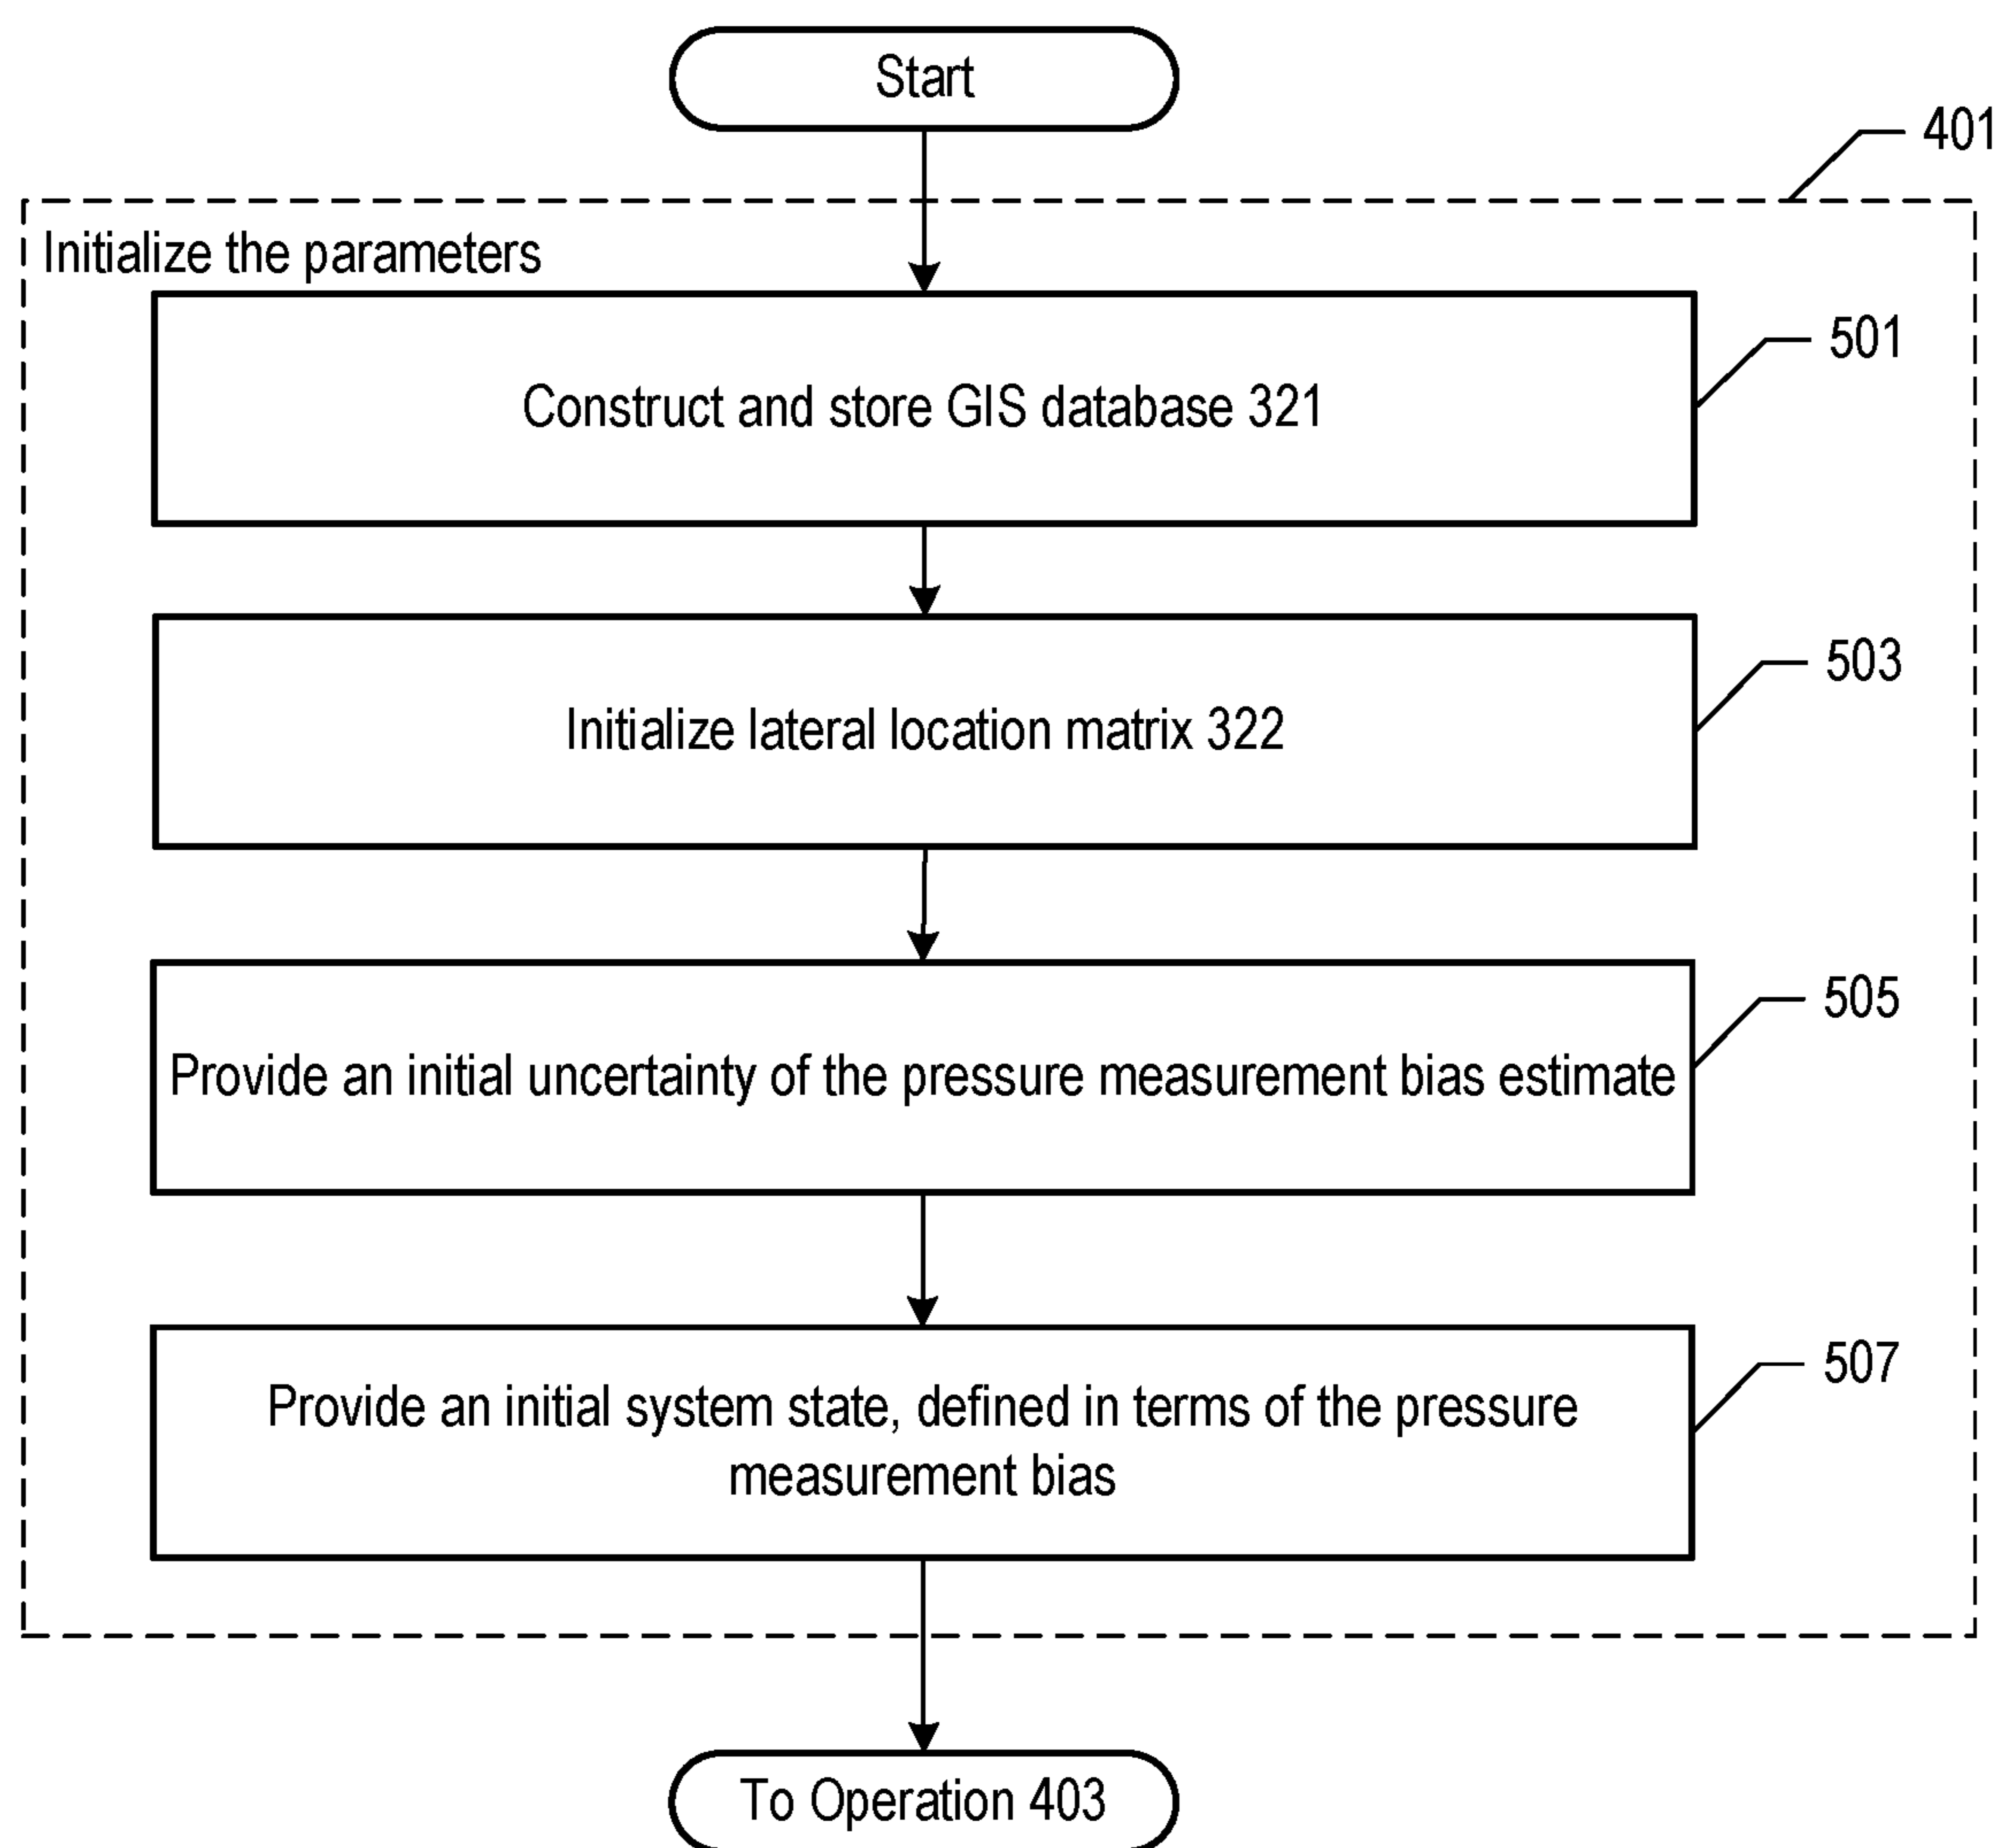 Start
401
Initialize the parameters
501
Construct and store GIS database 321
503
Initialize lateral location matrix 322
505
Provide an initial uncertainty of the pressure measurement bias estimate
507
Provide an initial system state, defined in terms of the pressure
measurement bias
To Operation 403